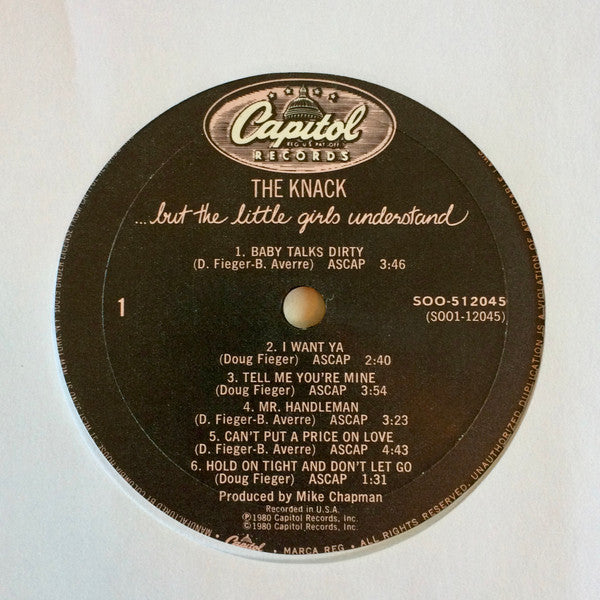 Capitol
REG. U.S. PAT. OFF.
RECORDS
THE KNACK
...but the little girls understand
1. BABY TALKS DIRTY
(D. Fieger-B. Averre) ASCAP 3:46
1
SOO-512045
(SOO1-12045)
2. I WANT YA
(Doug Fieger) ASCAP 2:40
3. TELL ME YOU'RE MINE
(Doug Fieger) ASCAP 3:54
4. MR. HANDLEMAN
(D. Fieger-B. Averre) ASCAP 3:23
5. CAN'T PUT A PRICE ON LOVE
(D. Fieger-B. Averre) ASCAP 4:43
6. HOLD ON TIGHT AND DON'T LET GO
(Doug Fieger) ASCAP 1:31
Produced by Mike Chapman
Recorded in U.S.A.
℗1980 Capitol Records, Inc.
©1980 Capitol Records, Inc.
MANUFACTURED BY Capitol • MARCA REG. • ALL RIGHTS RESERVED. UNAUTHORIZED DUPLICATION IS A VIOLATION OF